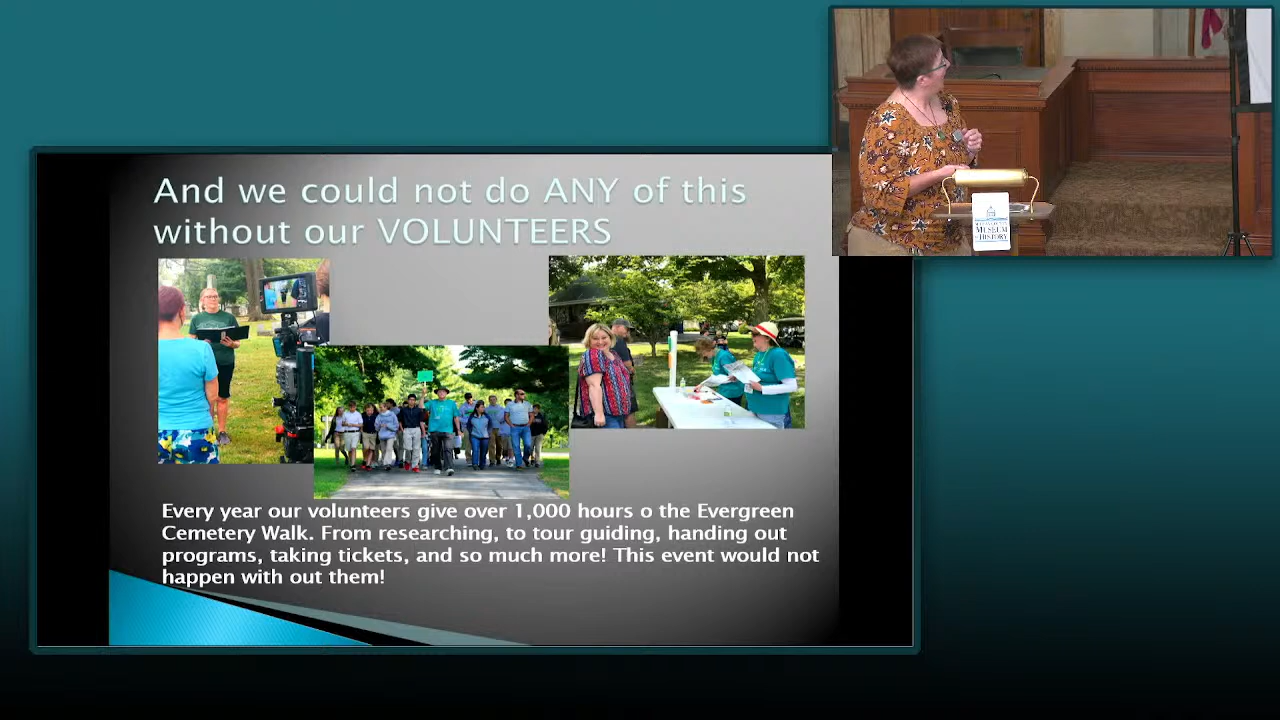 And we could not do ANY of this
without our VOLUNTEERS
Every year our volunteers give over 1,000 hours o the Evergreen
Cemetery Walk. From researching, to tour guiding, handing out
programs, taking tickets, and so much more! This event would not
happen with out them!
MUSEUM
HISTORY